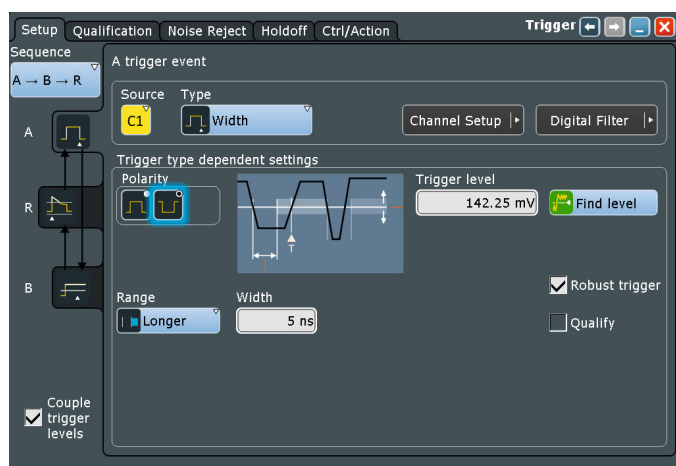 Setup Qualification Noise Reject Holdoff Ctrl/Action Trigger
Sequence
A → B → R
A trigger event
Source Type
C1 Width Channel Setup Digital Filter
A
Trigger type dependent settings
Polarity Trigger level
142.25 mV Find level
R
T
B
Robust trigger
Range Width
Longer 5 ns
Qualify
Couple
trigger
levels